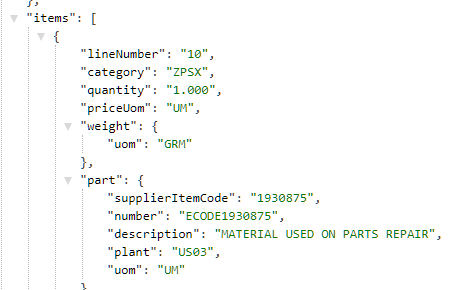 },
"items": [
{
"lineNumber": "10",
"category": "ZPSX",
"quantity": "1.000",
"priceUom": "UM",
"weight": {
"uom": "GRM"
},
"part": {
"supplierItemCode": "1930875",
"number": "ECODE1930875",
"description": "MATERIAL USED ON PARTS REPAIR",
"plant": "US03",
"uom": "UM"
}